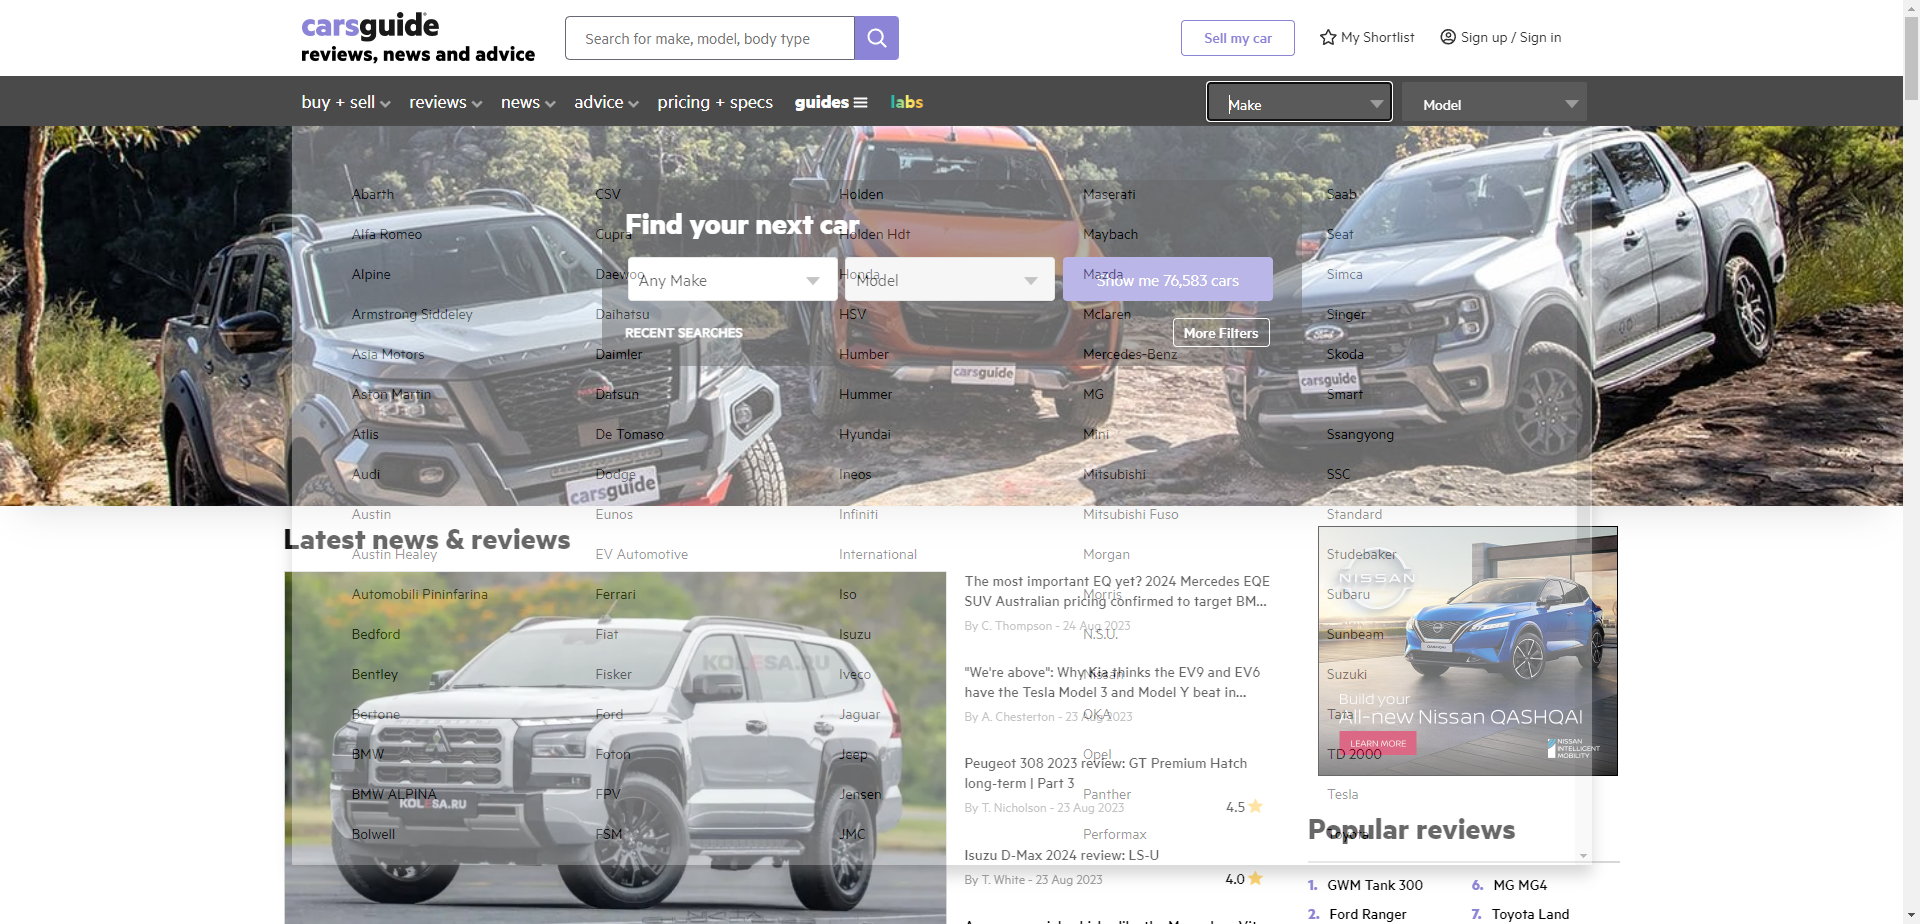 carsguide
reviews, news and advice
Search for make, model, body type
Sell my car
My Shortlist
Sign up / Sign in
buy + sell
reviews
news
advice
pricing + specs
guides
labs
Make
Model
Abarth
CSV
Holden
Maserati
Saab
Find your next car
Alfa Romeo
Cupra
Holden Hdt
Maybach
Seat
Alpine
Daewoo
Honda
Mazda
Simca
Any Make
Model
Show me 76,583 cars
Armstrong Siddeley
Daihatsu
HSV
Mclaren
Singer
RECENT SEARCHES
More Filters
Asia Motors
Daimler
Humber
Mercedes-Benz
Skoda
carsguide
carsguide
Aston Martin
Datsun
Hummer
MG
Smart
Atlis
De Tomaso
Hyundai
Mini
Ssangyong
Audi
Dodge
Ineos
Mitsubishi
SSC
carsguide
Austin
Eunos
Infiniti
Mitsubishi Fuso
Standard
Latest news & reviews
Austin Healey
EV Automotive
International
Morgan
Studebaker
The most important EQ yet? 2024 Mercedes EQE
SUV Australian pricing confirmed to target BM...
By C. Thompson - 24 Aug 2023
NISSAN
Automobili Pininfarina
Ferrari
Iso
Morris
Subaru
Bedford
Fiat
Isuzu
N.S.U.
Sunbeam
KOLESA.RU
"We're above": Why Kia thinks the EV9 and EV6
have the Tesla Model 3 and Model Y beat in...
By A. Chesterton - 23 Aug 2023
Bentley
Fisker
Iveco
Nissan
Suzuki
Build your
All-new Nissan QASHQAI
LEARN MORE
NISSAN
INTELLIGENT
MOBILITY
Bertone
Ford
Jaguar
OKA
Tata
BMW
Foton
Jeep
Opel
TD 2000
Peugeot 308 2023 review: GT Premium Hatch
long-term | Part 3
By T. Nicholson - 23 Aug 2023
4.5
BMW ALPINA
FPV
Jensen
Panther
Tesla
KOLESA.RU
Bolwell
FSM
JMC
Performax
Toyota
Popular reviews
Isuzu D-Max 2024 review: LS-U
By T. White - 23 Aug 2023
4.0
1. GWM Tank 300
6. MG MG4
2. Ford Ranger
7. Toyota Land